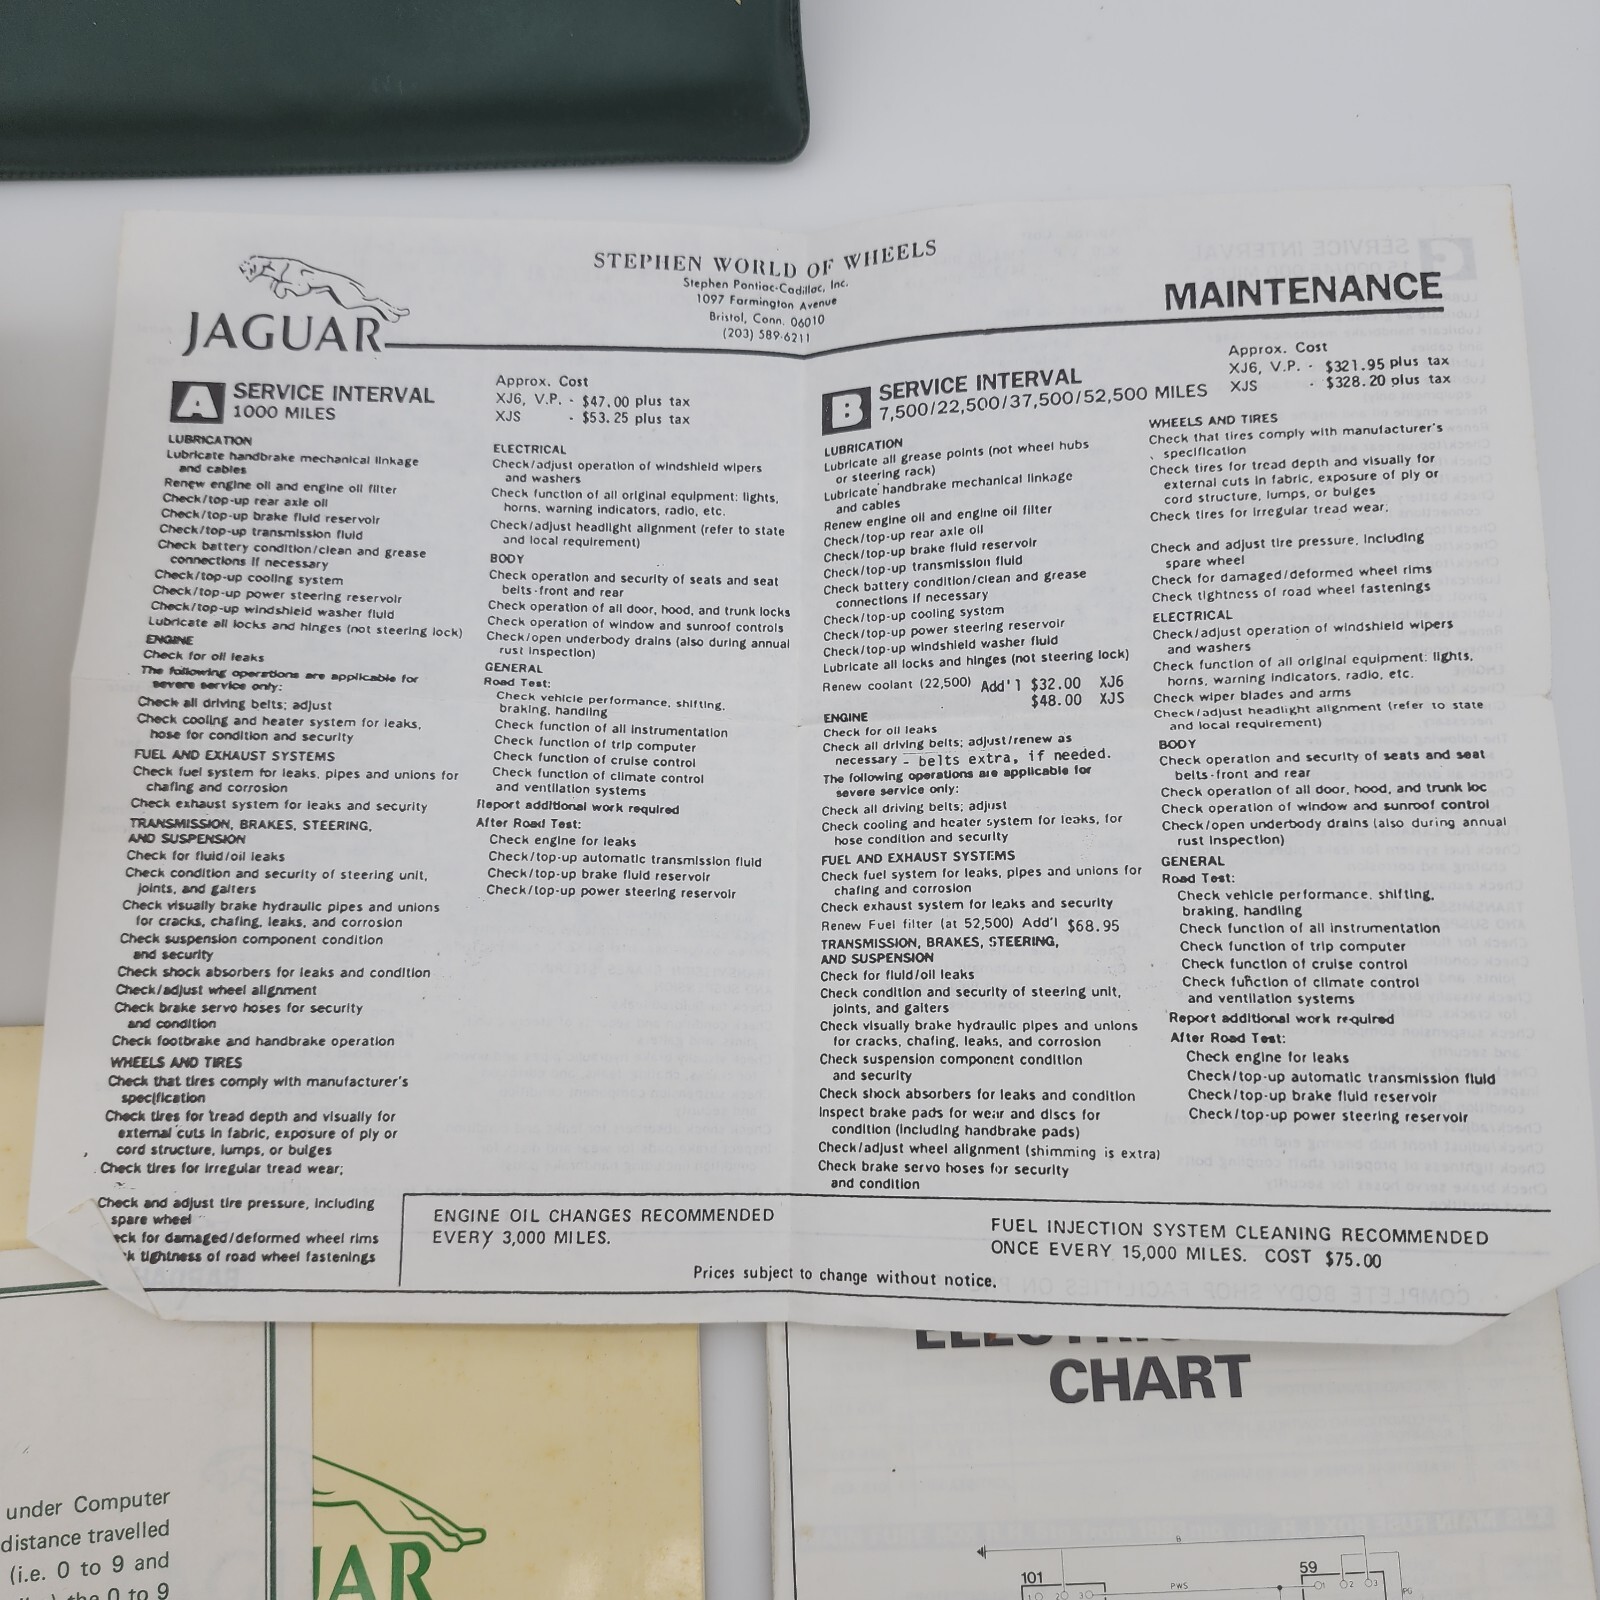 JAGUAR
STEPHEN WORLD OF WHEELS
Stephen Pontiac-Cadillac, Inc.
1097 Farmington Avenue
Bristol, Conn. 06010
(203) 589-6211
MAINTENANCE
A SERVICE INTERVAL
1000 MILES
LUBRICATION
Lubricate handbrake mechanical linkage
and cables
Renew engine oil and engine oil filter
Check/top-up rear axle oil
Check/top-up brake fluid reservoir
Check/top-up transmission fluid
Check battery condition/clean and grease
connections if necessary
Check/top-up cooling system
Check/top-up power steering reservoir
Check/top-up windshield washer fluid
Lubricate all locks and hinges (not steering lock)
ENGINE
Check for oil leaks
The following operations are applicable for
severe service only:
Check all driving belts; adjust
Check cooling and heater system for leaks,
hose for condition and security
FUEL AND EXHAUST SYSTEMS
Check fuel system for leaks, pipes and unions for
chafing and corrosion
Check exhaust system for leaks and security
TRANSMISSION, BRAKES, STEERING,
AND SUSPENSION
Check for fluid/oil leaks
Check condition and security of steering unit,
joints, and gaiters
Check visually brake hydraulic pipes and unions
for cracks, chafing, leaks, and corrosion
Check suspension component condition
and security
Check shock absorbers for leaks and condition
Check/adjust wheel alignment
Check brake servo hoses for security
and condition
Check footbrake and handbrake operation
WHEELS AND TIRES
Check that tires comply with manufacturer's
specification
Check tires for tread depth and visually for
external cuts in fabric, exposure of ply or
cord structure, lumps, or bulges
Check tires for irregular tread wear;
Check and adjust tire pressure, including
spare wheel
eck for damaged/deformed wheel rims
k tightness of road wheel fastenings
Approx. Cost
XJ6, V.P. - $47.00 plus tax
XJS - $53.25 plus tax
ELECTRICAL
Check/adjust operation of windshield wipers
and washers
Check function of all original equipment: lights,
horns, warning indicators, radio, etc.
Check/adjust headlight alignment (refer to state
and local requirement)
BODY
Check operation and security of seats and seat
belts-front and rear
Check operation of all door, hood, and trunk locks
Check operation of window and sunroof controls
Check/open underbody drains (also during annual
rust inspection)
GENERAL
Road Test:
Check vehicle performance, shifting,
braking, handling
Check function of all instrumentation
Check function of trip computer
Check function of cruise control
Check function of climate control
and ventilation systems
Report additional work required
After Road Test:
Check engine for leaks
Check/top-up automatic transmission fluid
Check/top-up brake fluid reservoir
Check/top-up power steering reservoir
B SERVICE INTERVAL
7,500/22,500/37,500/52,500 MILES
LUBRICATION
Lubricate all grease points (not wheel hubs
or steering rack)
Lubricate handbrake mechanical linkage
and cables
Renew engine oil and engine oil filter
Check/top-up rear axle oil
Check/top-up brake fluid reservoir
Check/top-up transmission fluid
Check battery condition/clean and grease
connections if necessary
Check/top-up cooling system
Check/top-up power steering reservoir
Check/top-up windshield washer fluid
Lubricate all locks and hinges (not steering lock)
Renew coolant (22,500) Add'l $32.00 XJ6
$48.00 XJS
ENGINE
Check for oil leaks
Check all driving belts; adjust/renew as
necessary - belts extra, if needed.
The following operations are applicable for
severe service only:
Check all driving belts; adjust
Check cooling and heater system for leaks, for
hose condition and security
FUEL AND EXHAUST SYSTEMS
Check fuel system for leaks, pipes and unions for
chafing and corrosion
Check exhaust system for leaks and security
Renew Fuel filter (at 52,500) Add'l $68.95
TRANSMISSION, BRAKES, STEERING,
AND SUSPENSION
Check for fluid/oil leaks
Check condition and security of steering unit,
joints, and gaiters
Check visually brake hydraulic pipes and unions
for cracks, chafing, leaks, and corrosion
Check suspension component condition
and security
Check shock absorbers for leaks and condition
Inspect brake pads for wear and discs for
condition (including handbrake pads)
Check/adjust wheel alignment (shimming is extra)
Check brake servo hoses for security
and condition
Approx. Cost
XJ6, V.P. - $321.95 plus tax
XJS - $328.20 plus tax
WHEELS AND TIRES
Check that tires comply with manufacturer's
specification
Check tires for tread depth and visually for
external cuts in fabric, exposure of ply or
cord structure, lumps, or bulges
Check tires for irregular tread wear;
Check and adjust tire pressure, including
spare wheel
Check for damaged/deformed wheel rims
Check tightness of road wheel fastenings
ELECTRICAL
Check/adjust operation of windshield wipers
and washers
Check function of all original equipment: lights,
horns, warning indicators, radio, etc.
Check wiper blades and arms
Check/adjust headlight alignment (refer to state
and local requirement)
BODY
Check operation and security of seats and seat
belts-front and rear
Check operation of all door, hood, and trunk loc
Check operation of window and sunroof control
Check/open underbody drains (also during annual
rust inspection)
GENERAL
Road Test:
Check vehicle performance, shifting,
braking, handling
Check function of all instrumentation
Check function of trip computer
Check function of cruise control
Check function of climate control
and ventilation systems
Report additional work required
After Road Test:
Check engine for leaks
Check/top-up automatic transmission fluid
Check/top-up brake fluid reservoir
Check/top-up power steering reservoir
ENGINE OIL CHANGES RECOMMENDED
EVERY 3,000 MILES.
FUEL INJECTION SYSTEM CLEANING RECOMMENDED
ONCE EVERY 15,000 MILES. COST $75.00
Prices subject to change without notice.
CHART
under Computer
distance travelled
(i.e. 0 to 9 and
the 0 to 9
UAR
B
101
PWS
59
1 2 3
PG